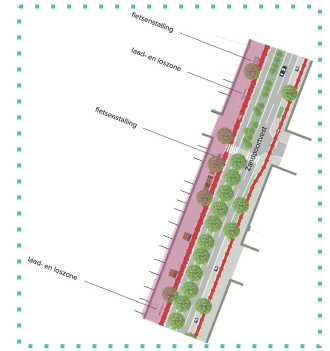 fietsenstalling
laad- en loszone
fietsenstalling
Zandpoortvest
laad- en loszone